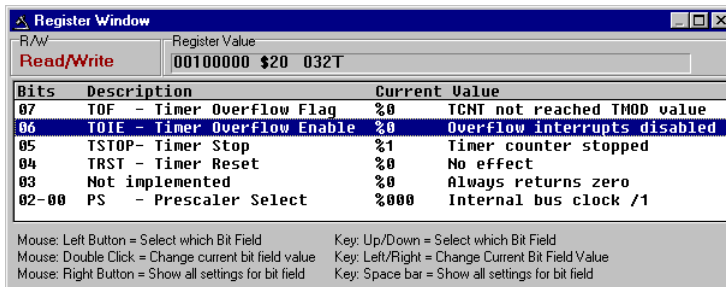 Register Window
R/W Register Value
Read/Write 00100000 $20 032T
Bits Description Current Value
07 TOF - Timer Overflow Flag %0 TCNT not reached TMOD value
06 TOIE - Timer Overflow Enable %0 Overflow interrupts disabled
05 TSTOP- Timer Stop %1 Timer counter stopped
04 TRST - Timer Reset %0 No effect
03 Not implemented %0 Always returns zero
02-00 PS - Prescaler Select %000 Internal bus clock /1
Mouse: Left Button = Select which Bit Field Key: Up/Down = Select which Bit Field
Mouse: Double Click = Change current bit field value Key: Left/Right = Change Current Bit Field Value
Mouse: Right Button = Show all settings for bit field Key: Space bar = Show all settings for bit field